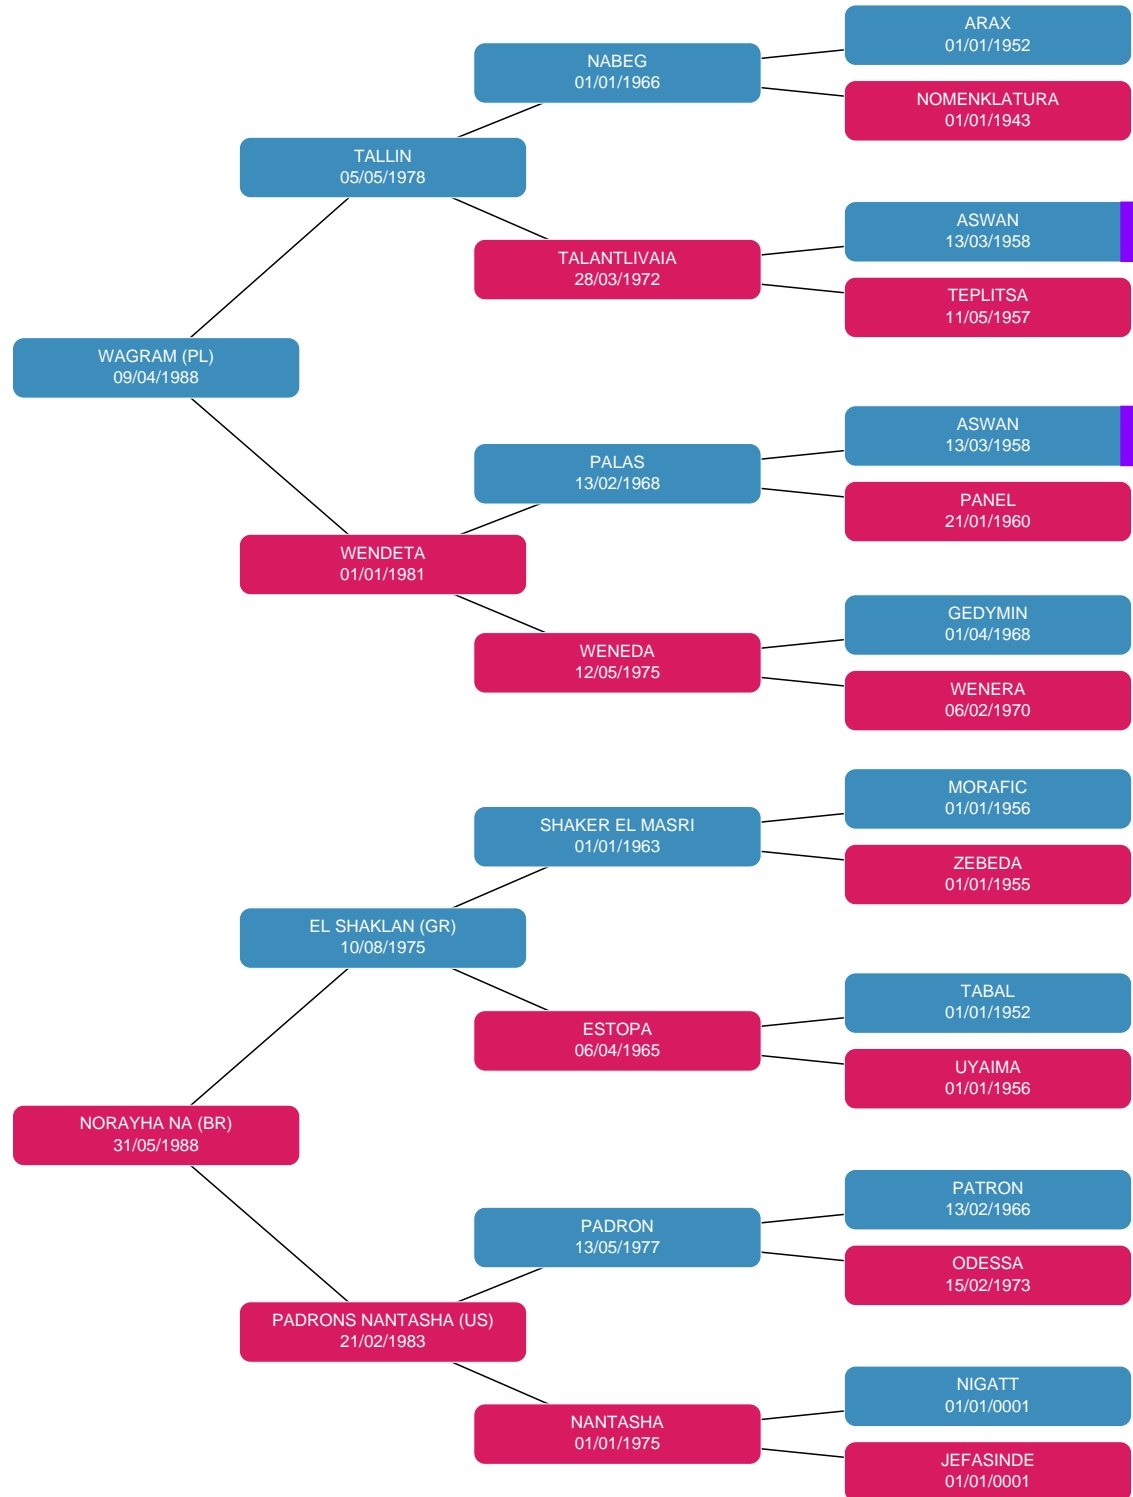 ARAX
01/01/1952
NABEG
01/01/1966
NOMENKLATURA
01/01/1943
TALLIN
05/05/1978
ASWAN
13/03/1958
TALANTLIVAIA
28/03/1972
TEPLITSA
11/05/1957
WAGRAM (PL)
09/04/1988
ASWAN
13/03/1958
PALAS
13/02/1968
PANEL
21/01/1960
WENDETA
01/01/1981
GEDYMIN
01/04/1968
WENEDA
12/05/1975
WENERA
06/02/1970
MORAFIC
01/01/1956
SHAKER EL MASRI
01/01/1963
ZEBEDA
01/01/1955
EL SHAKLAN (GR)
10/08/1975
TABAL
01/01/1952
ESTOPA
06/04/1965
UYAIMA
01/01/1956
NORAYHA NA (BR)
31/05/1988
PATRON
13/02/1966
PADRON
13/05/1977
ODESSA
15/02/1973
PADRONS NANTASHA (US)
21/02/1983
NIGATT
01/01/0001
NANTASHA
01/01/1975
JEFASINDE
01/01/0001